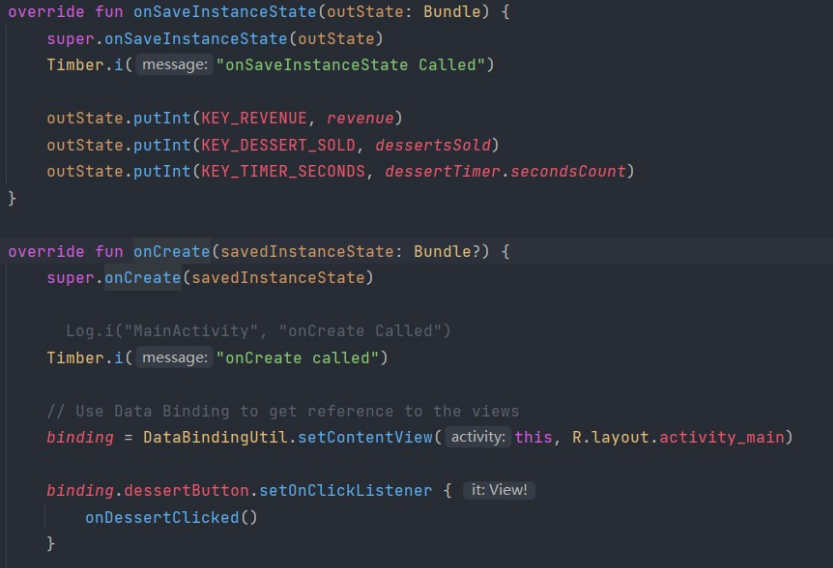 override fun onSaveInstanceState(outState: Bundle) {
super.onSaveInstanceState(outState)
Timber.i( message: "onSaveInstanceState Called")
outState.putInt(KEY_REVENUE, revenue)
outState.putInt(KEY_DESSERT_SOLD, dessertsSold)
outState.putInt(KEY_TIMER_SECONDS, dessertTimer.secondsCount)
}
override fun onCreate(savedInstanceState: Bundle?) {
super.onCreate(savedInstanceState)
Log.i("MainActivity", "onCreate Called")
Timber.i( message: "onCreate called")
// Use Data Binding to get reference to the views
binding = DataBindingUtil.setContentView( activity: this, R.layout.activity_main)
binding.dessertButton.setOnClickListener { it: View!
onDessertClicked()
}